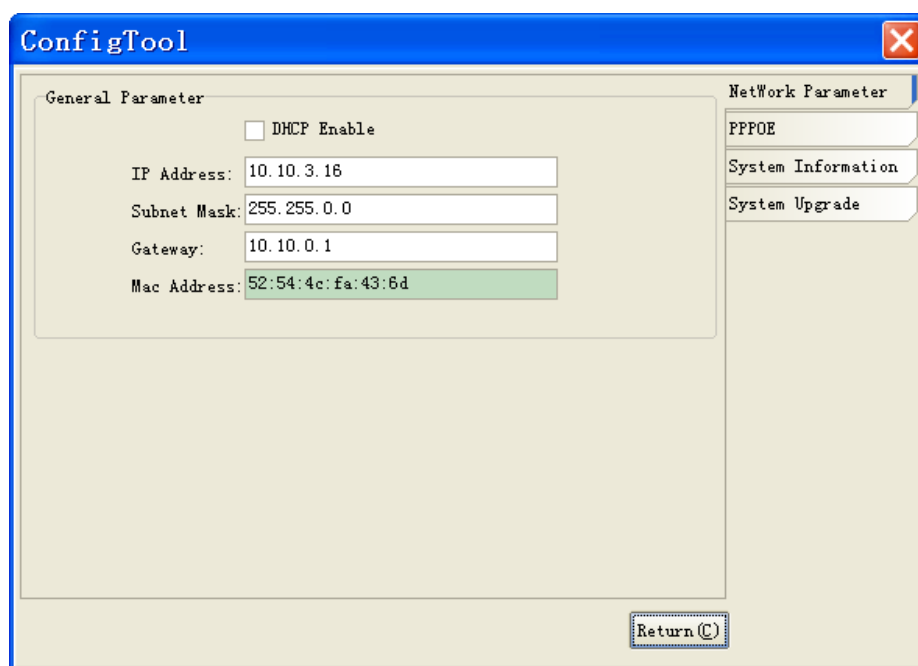 ConfigTool
General Parameter
DHCP Enable
IP Address: 10.10.3.16
Subnet Mask: 255.255.0.0
Gateway: 10.10.0.1
Mac Address: 52:54:4c:fa:43:6d
NetWork Parameter
PPPOE
System Information
System Upgrade
Return(C)